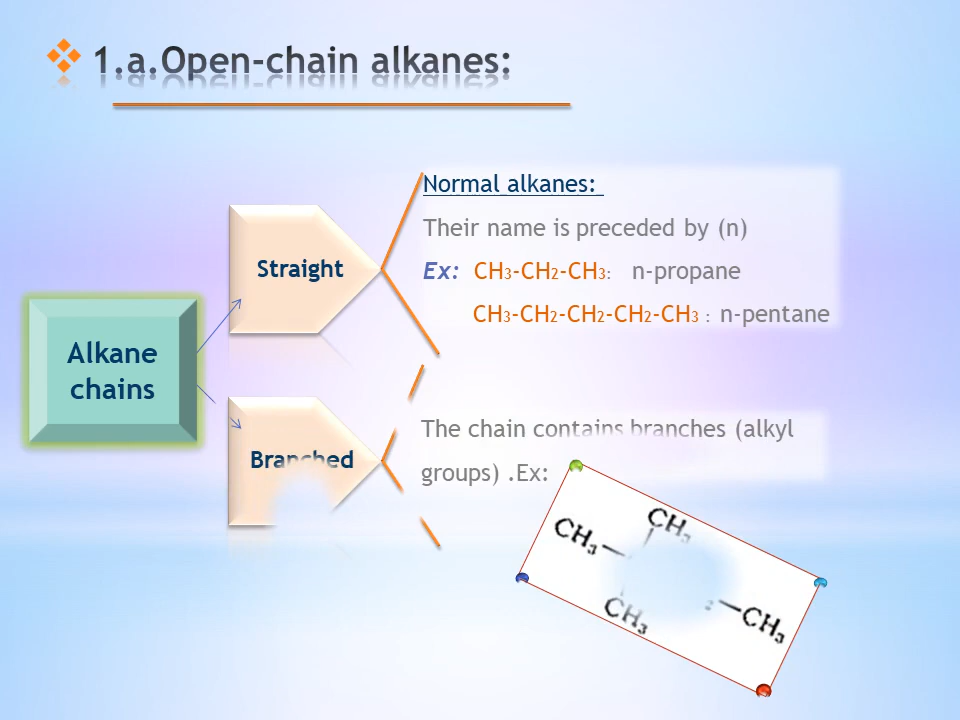 ❖ 1.a.Open-chain alkanes:
Alkane
chains
Straight
Normal alkanes:
Their name is preceded by (n)
Ex: CH3-CH2-CH3: n-propane
CH3-CH2-CH2-CH2-CH3 : n-pentane
Branched
The chain contains branches (alkyl
groups) .Ex:
CH3
CH3
CH3
2
CH3